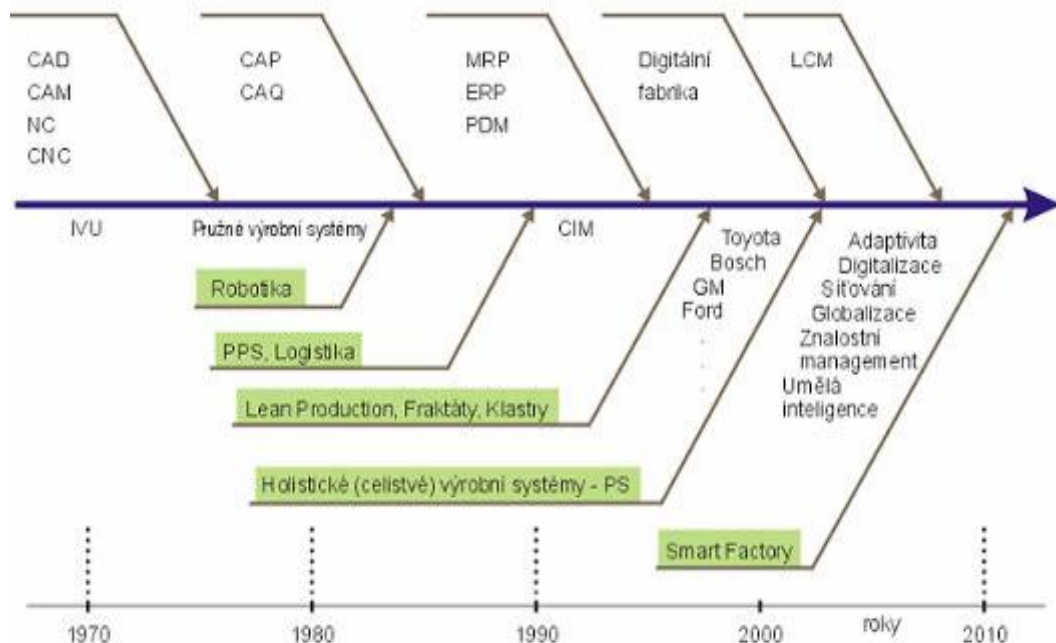 CAD
CAM
NC
CNC
CAP
CAQ
MRP
ERP
PDM
Digitální
fabrika
LCM
IVU
Pružné výrobní systémy
CIM
Robotika
PPS, Logistika
Lean Production, Fraktáty, Klastry
Holistické (celistvé) výrobní systémy - PS
Smart Factory
Toyota
Bosch
GM
Ford
.
.
.
Adaptivita
Digitalizace
Síťování
Globalizace
Znalostní
management
Umělá
inteligence
1970
1980
1990
2000
roky
2010